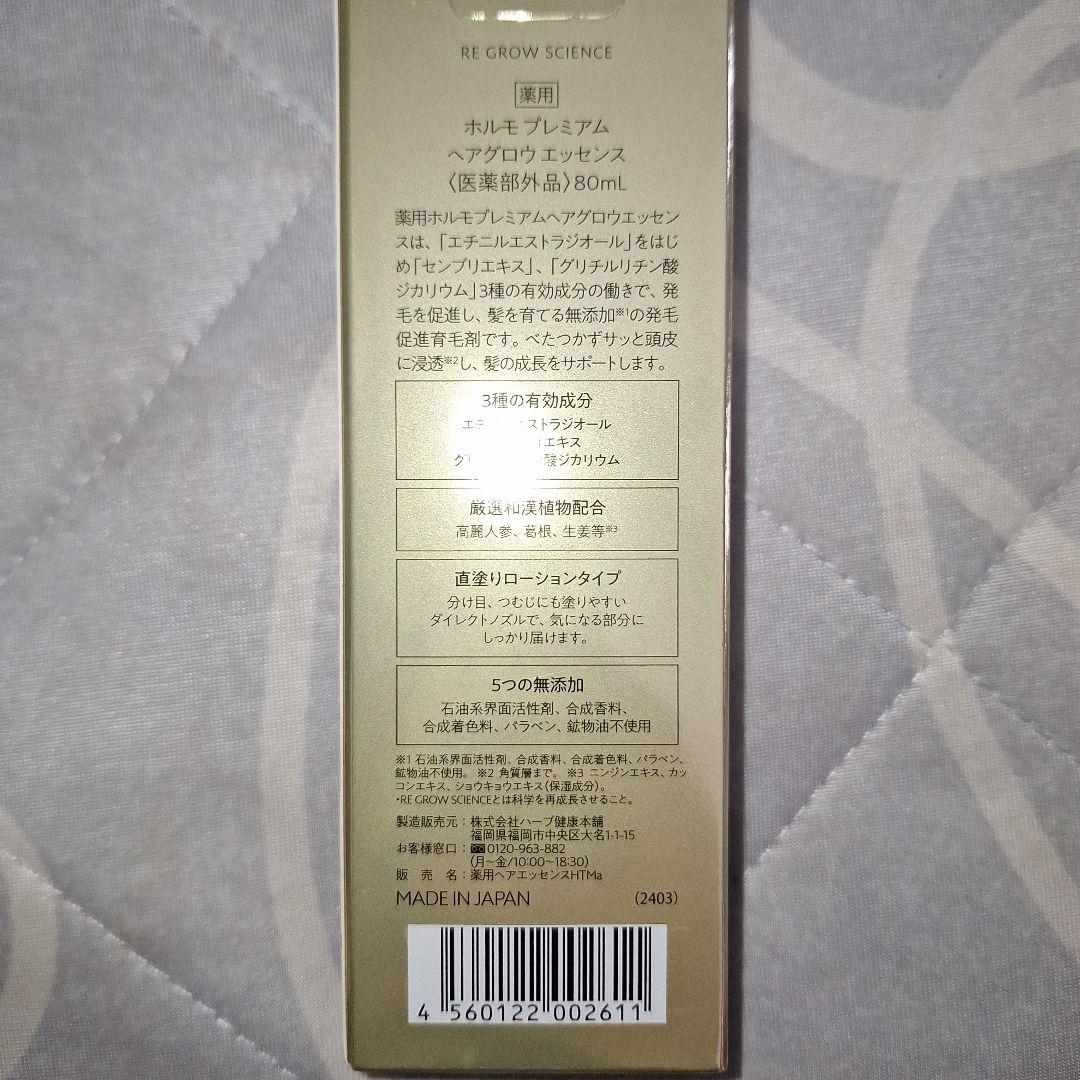 RE GROW SCIENCE
薬用
ホルモ プレミアム
ヘアグロウ エッセンス
〈医薬部外品〉80mL
薬用ホルモプレミアムヘアグロウエッセン
スは、「エチニルエストラジオール」をはじ
め「センブリエキス」、「グリチルリチン酸
ジカリウム」3種の有効成分の働きで、発
毛を促進し、髪を育てる無添加※1の発毛
促進育毛剤です。べたつかずサッと頭皮
に浸透※2し、髪の成長をサポートします。
3種の有効成分
エチ エストラジオール
エキス
グリ 酸ジカリウム
厳選和漢植物配合
高麗人参、葛根、生姜等※3
直塗りローションタイプ
分け目、つむじにも塗りやすい
ダイレクトノズルで、気になる部分に
しっかり届けます。
5つの無添加
石油系界面活性剤、合成香料、
合成着色料、パラベン、鉱物油不使用
※1 石油系界面活性剤、合成香料、合成着色料、パラベン、
鉱物油不使用。 ※2 角質層まで。 ※3 ニンジンエキス、カッ
コンエキス、ショウキョウエキス(保湿成分)。
・RE GROW SCIENCEとは科学を再成長させること。
製造販売元：株式会社ハーブ健康本舗
福岡県福岡市中央区大名1-1-15
お客様窓口：0120-963-882
(月~金/10:00~18:30)
販 売 名：薬用ヘアエッセンスHTMa
MADE IN JAPAN (2403)
4 560122 002611